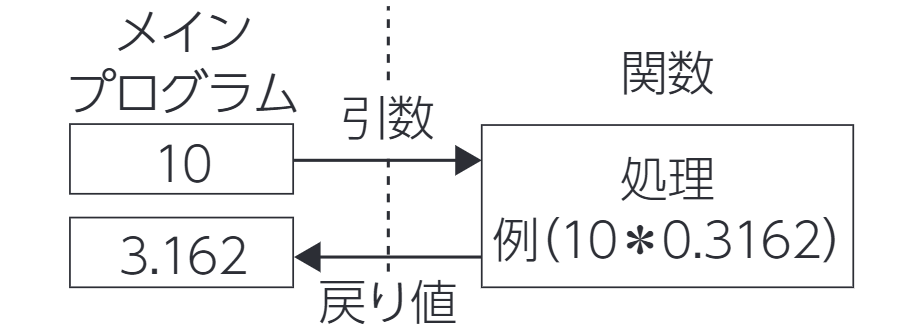 メイン
プログラム
10
3.162
引数
戻り値
関数
処理
例(10*0.3162)